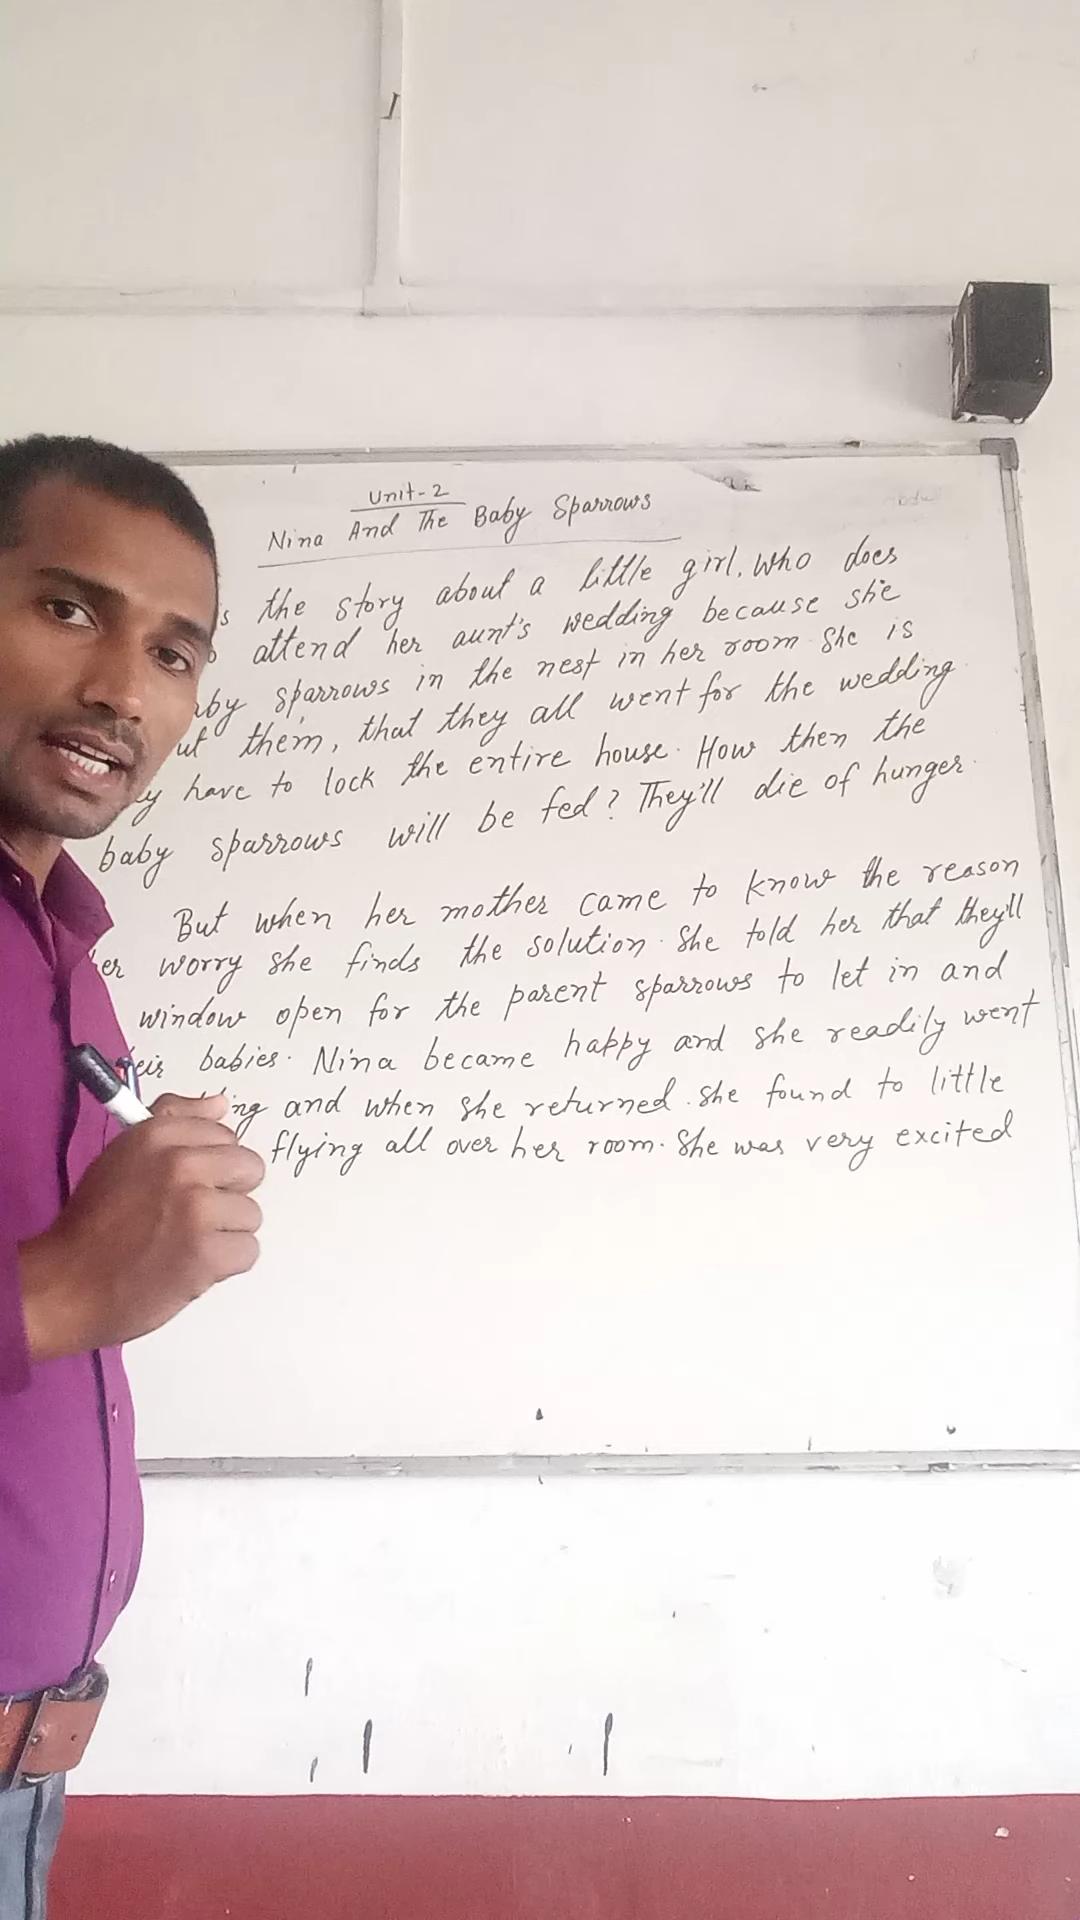 Unit-2
Nina And The Baby Sparrows
the story about a little girl. Who does
attend her aunt's wedding because she
sparrows in the nest in her room. She is
them, that they all went for the wedding
have to lock the entire house. How then the
baby sparrows will be fed? They'll die of hunger.
But when her mother came to know the reason
worry she finds the solution. She told her that they'll
window open for the parent sparrows to let in and
babies. Nina became happy and she readily went
and when she returned. She found to little
flying all over her room. She was very excited